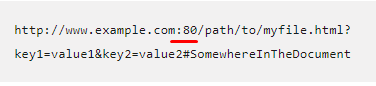 http://www.example.com:80/path/to/myfile.html?
key1=value1&key2=value2#SomewhereInTheDocument